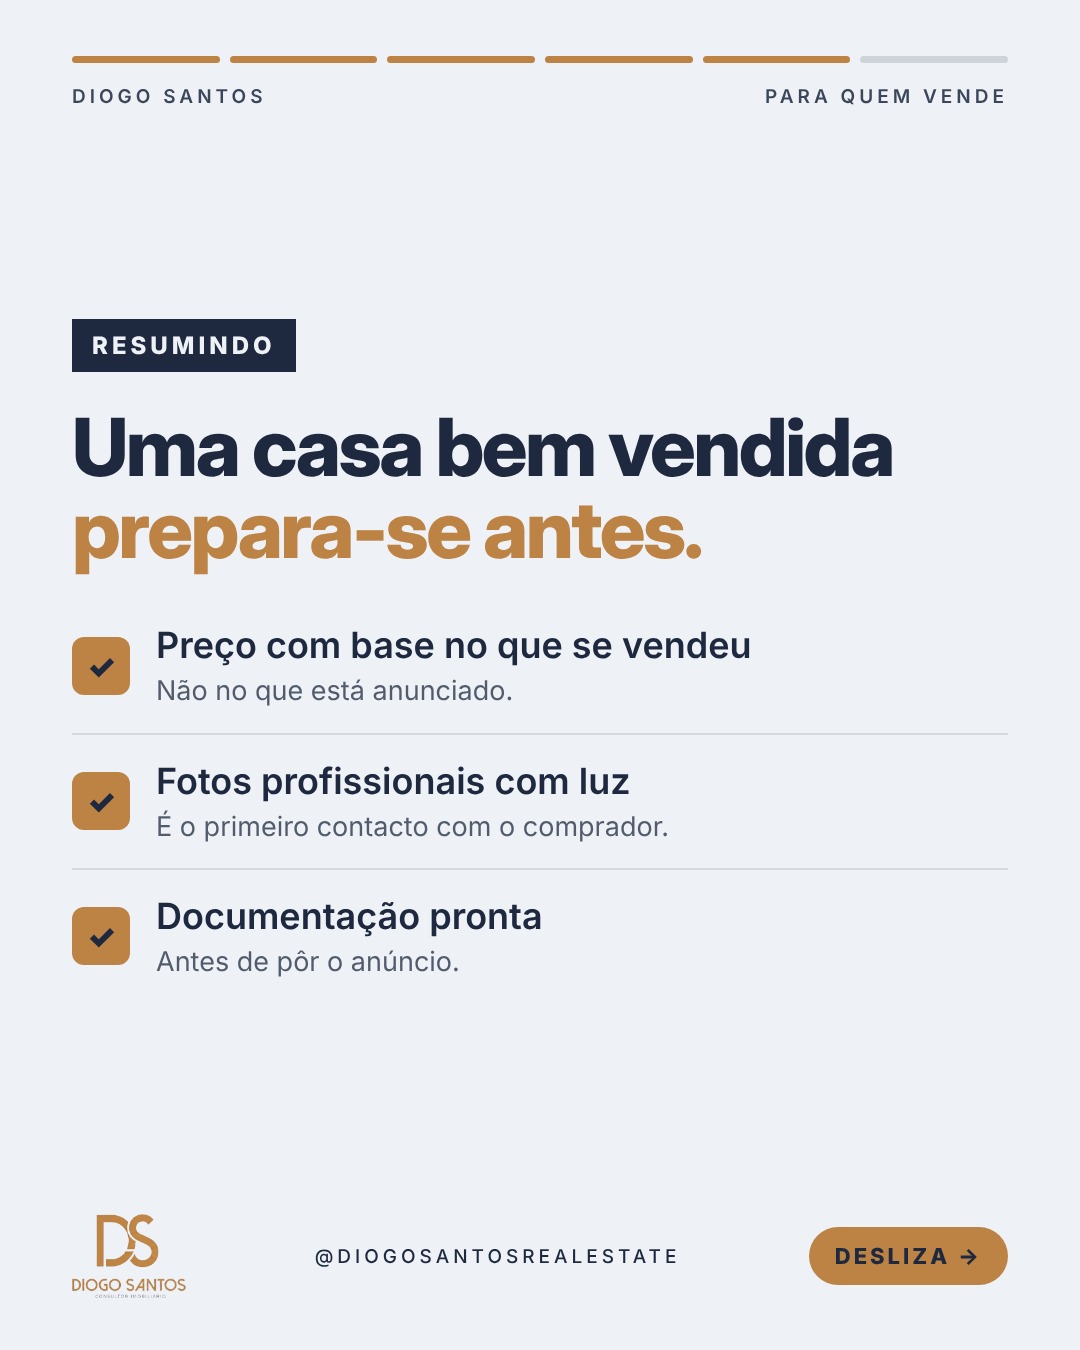 DIOGO SANTOS
PARA QUEM VENDE
RESUMINDO
Uma casa bem vendida
prepara-se antes.
Preço com base no que se vendeu
Não no que está anunciado.
Fotos profissionais com luz
É o primeiro contacto com o comprador.
Documentação pronta
Antes de pôr o anúncio.
DS
DIOGO SANTOS
CONSULTOR IMOBILIÁRIO
@DIOGOSANTOSREALESTATE
DESLIZA →